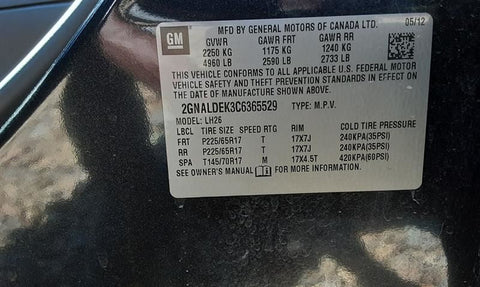 GM
MFD BY GENERAL MOTORS OF CANADA LTD. 05/12
GVWR GAWR FRT GAWR RR
2250 KG 1175 KG 1240 KG
4960 LB 2590 LB 2733 LB
THIS VEHICLE CONFORMS TO ALL APPLICABLE U.S. FEDERAL MOTOR
VEHICLE SAFETY AND THEFT PREVENTION STANDARDS IN EFFECT ON
THE DATE OF MANUFACTURE SHOWN ABOVE.
2GNALDEK3C6365529 TYPE: M.P.V.
MODEL: LH26
LBCL TIRE SIZE SPEED RTG RIM COLD TIRE PRESSURE
FRT P225/65R17 T 17X7J 240KPA(35PSI)
RR P225/65R17 T 17X7J 240KPA(35PSI)
SPA T145/70R17 M 17X4.5T 420KPA(60PSI)
SEE OWNER'S MANUAL FOR MORE INFORMATION.